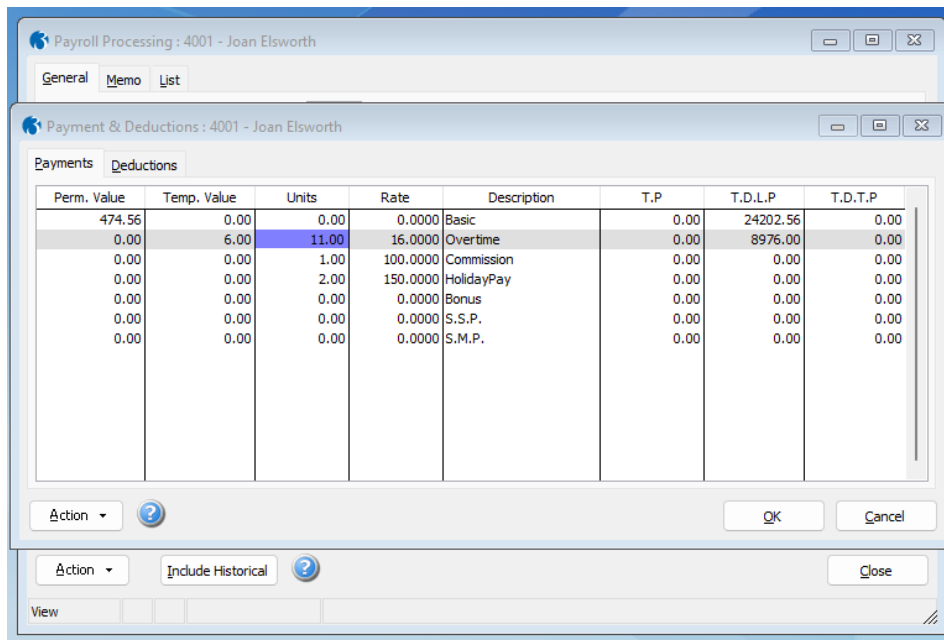 Payroll Processing : 4001 - Joan Elsworth
General Memo List
Payment & Deductions : 4001 - Joan Elsworth
Payments Deductions
Perm. Value Temp. Value Units Rate Description T.P T.D.L.P T.D.T.P
474.56 0.00 0.00 0.0000 Basic 0.00 24202.56 0.00
0.00 6.00 11.00 16.0000 Overtime 0.00 8976.00 0.00
0.00 0.00 1.00 100.0000 Commission 0.00 0.00 0.00
0.00 0.00 2.00 150.0000 HolidayPay 0.00 0.00 0.00
0.00 0.00 0.00 0.0000 Bonus 0.00 0.00 0.00
0.00 0.00 0.00 0.0000 S.S.P. 0.00 0.00 0.00
0.00 0.00 0.00 0.0000 S.M.P. 0.00 0.00 0.00
Action ? OK Cancel
Action Include Historical ? Close
View